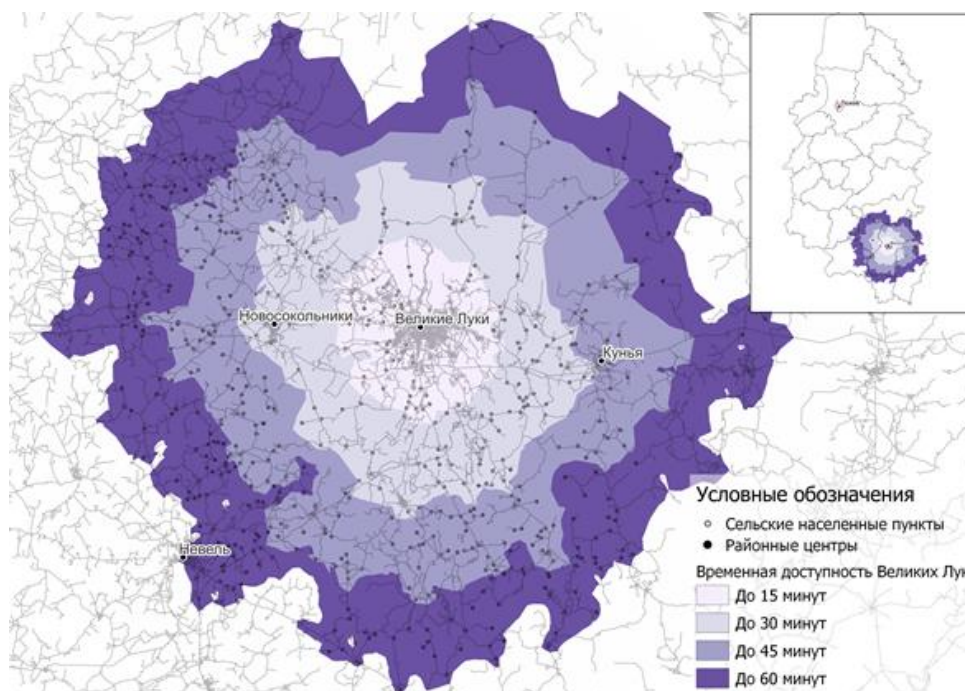 Псков
Новосокольники
Великие Луки
Кунья
Невель
Условные обозначения
Сельские населенные пункты
Районные центры
Временная доступность Великих Лук
До 15 минут
До 30 минут
До 45 минут
До 60 минут